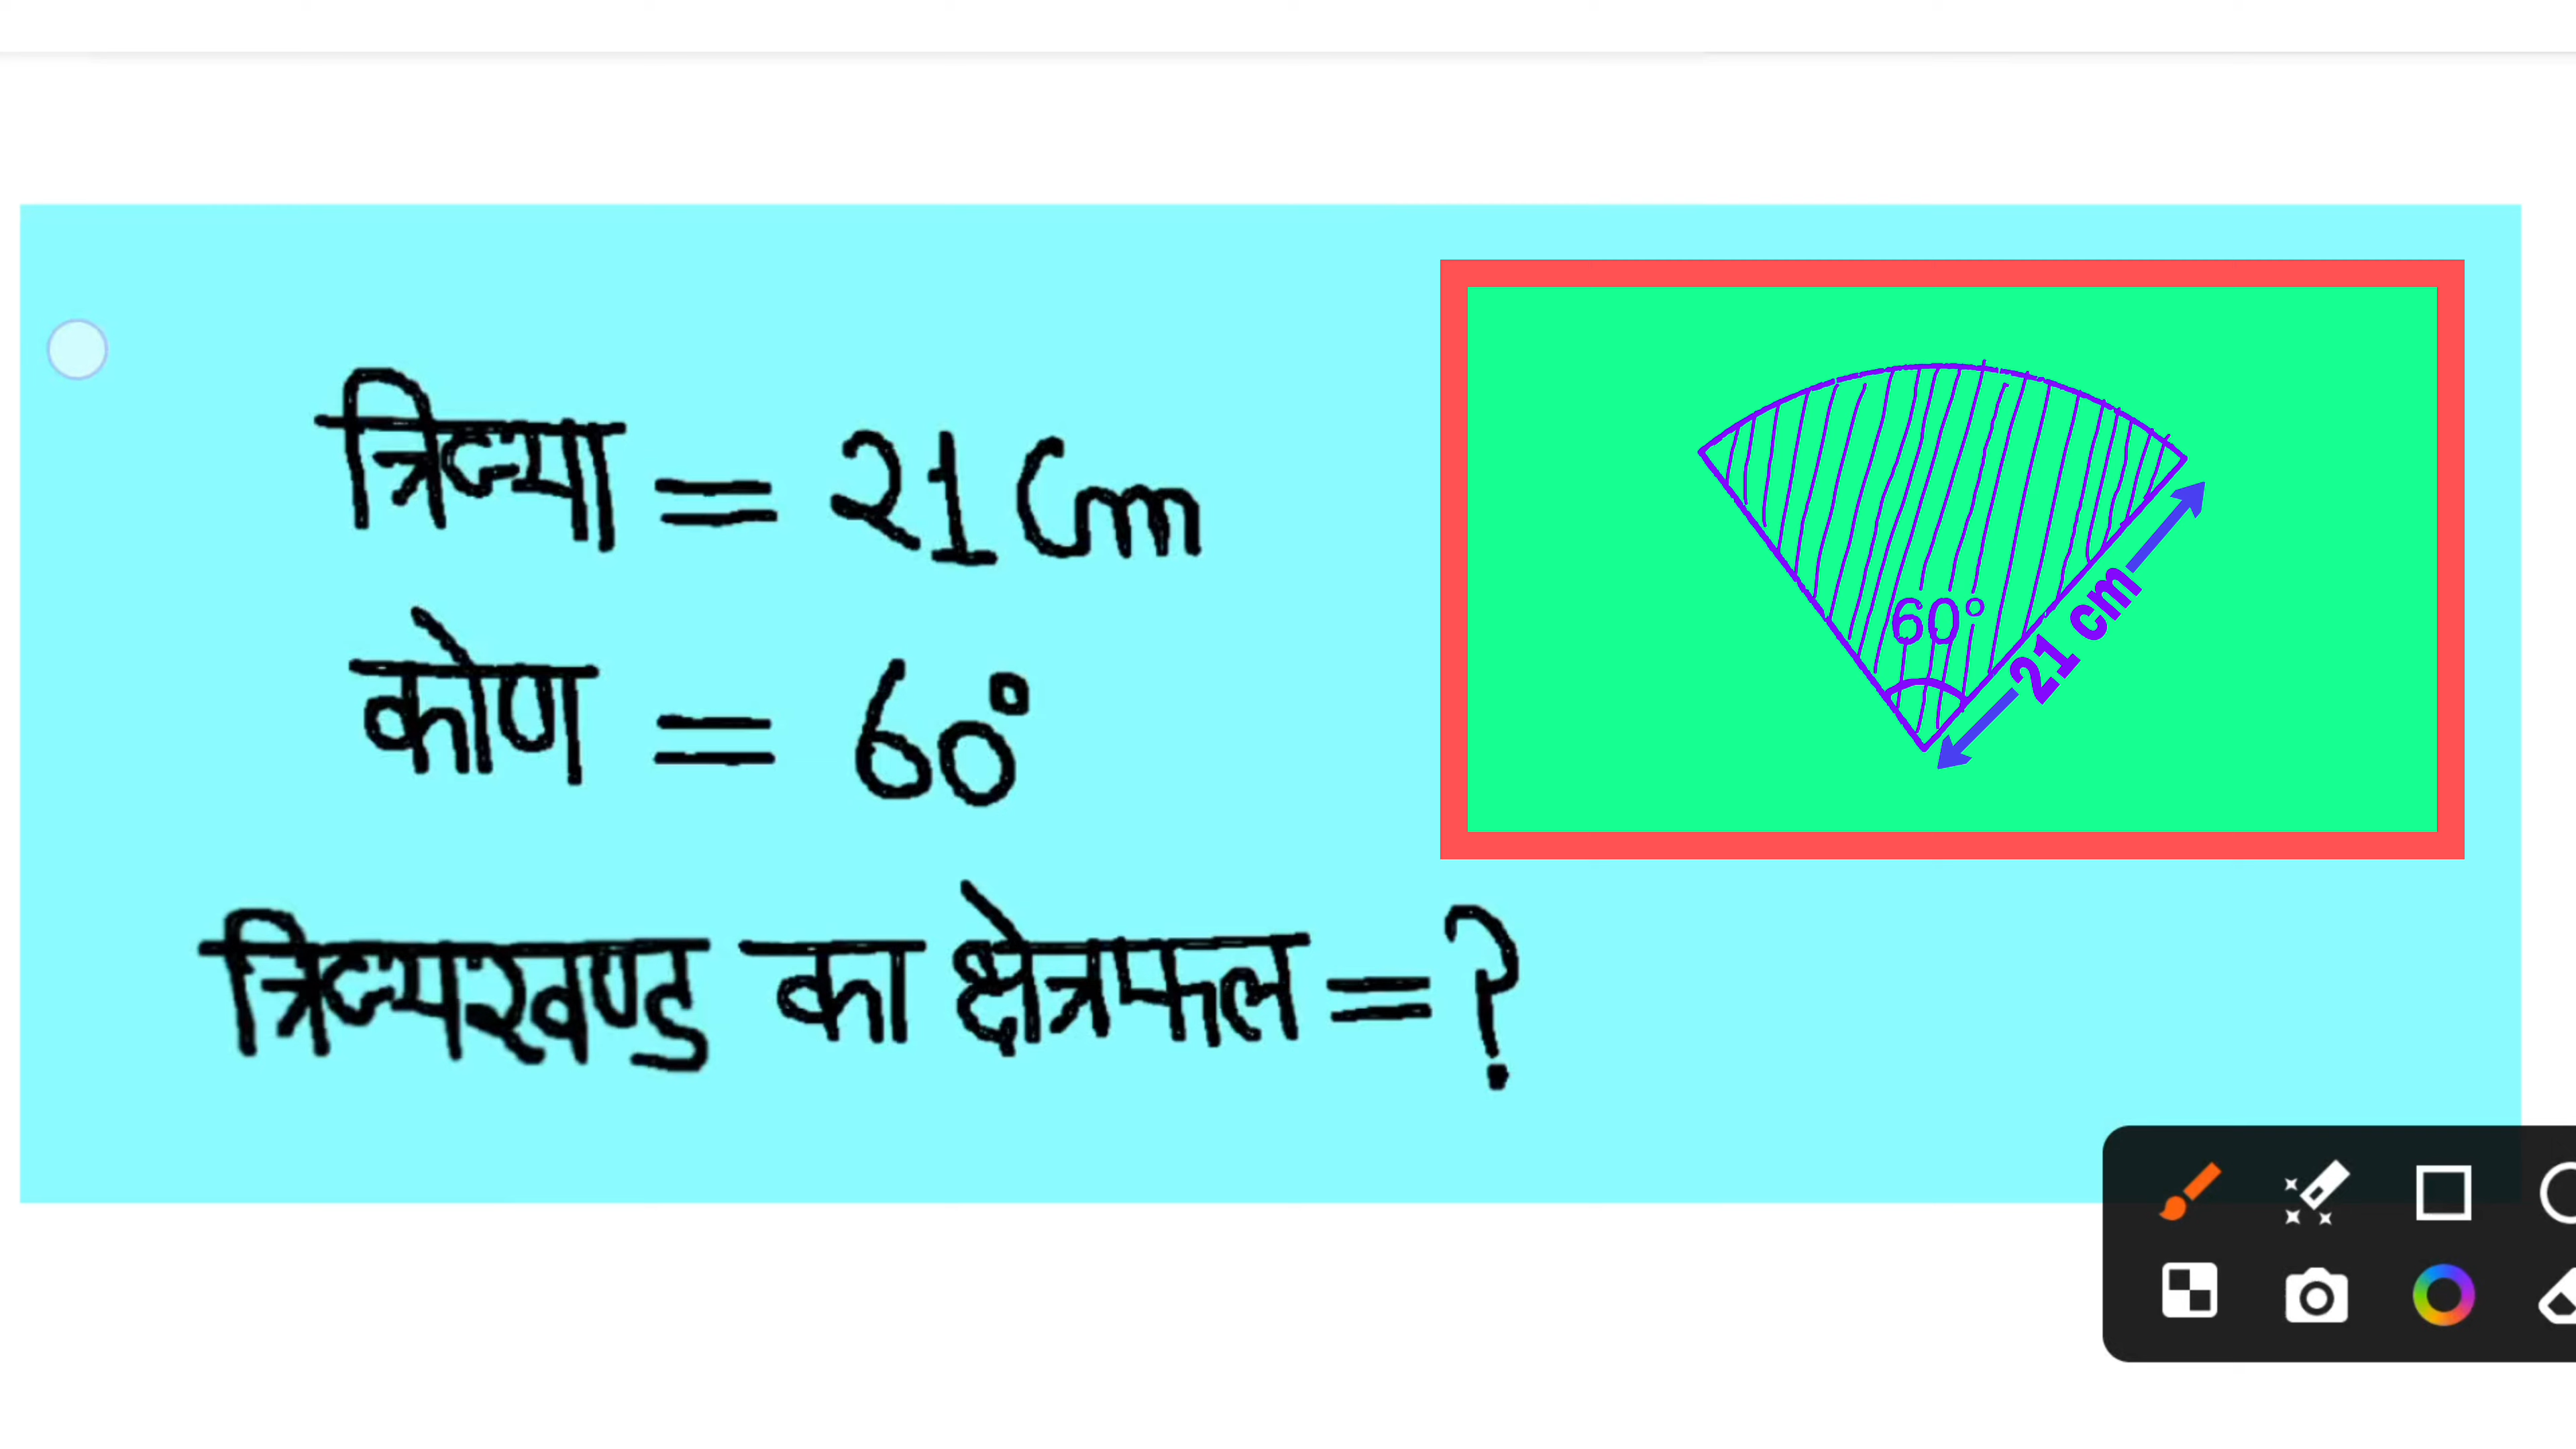 त्रिज्या = 21 Cm
कोण = 60°
त्रिज्यखण्ड का क्षेत्रफल = ?
60°
21 cm